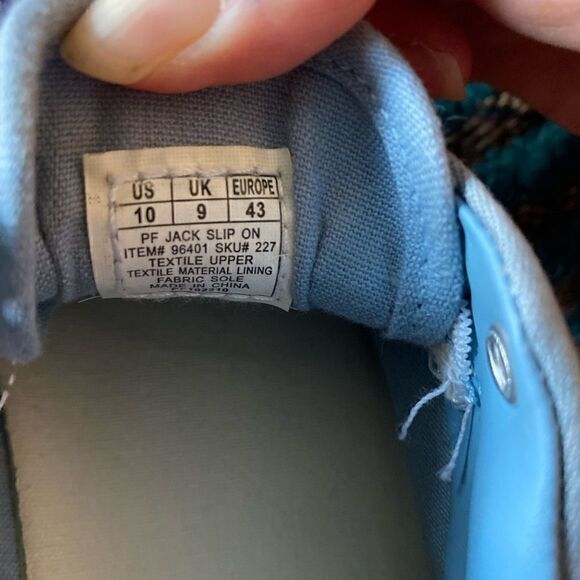 US UK EUROPE
10 9 43
PF JACK SLIP ON
ITEM# 96401 SKU# 227
TEXTILE UPPER
TEXTILE MATERIAL LINING
FABRIC SOLE
MADE IN CHINA